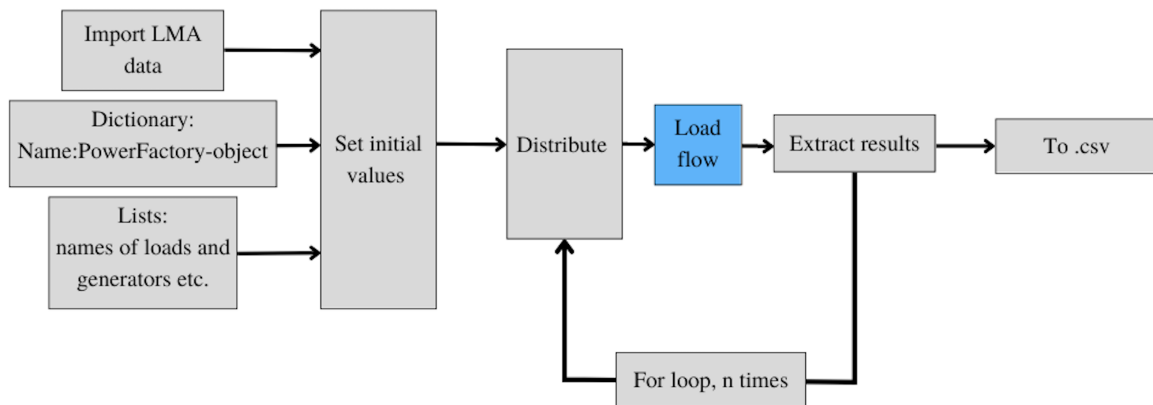 Import LMA
data
Dictionary:
Name:PowerFactory-object
Lists:
names of loads and
generators etc.
Set initial
values
Distribute
Load
flow
Extract results
To .csv
For loop, n times